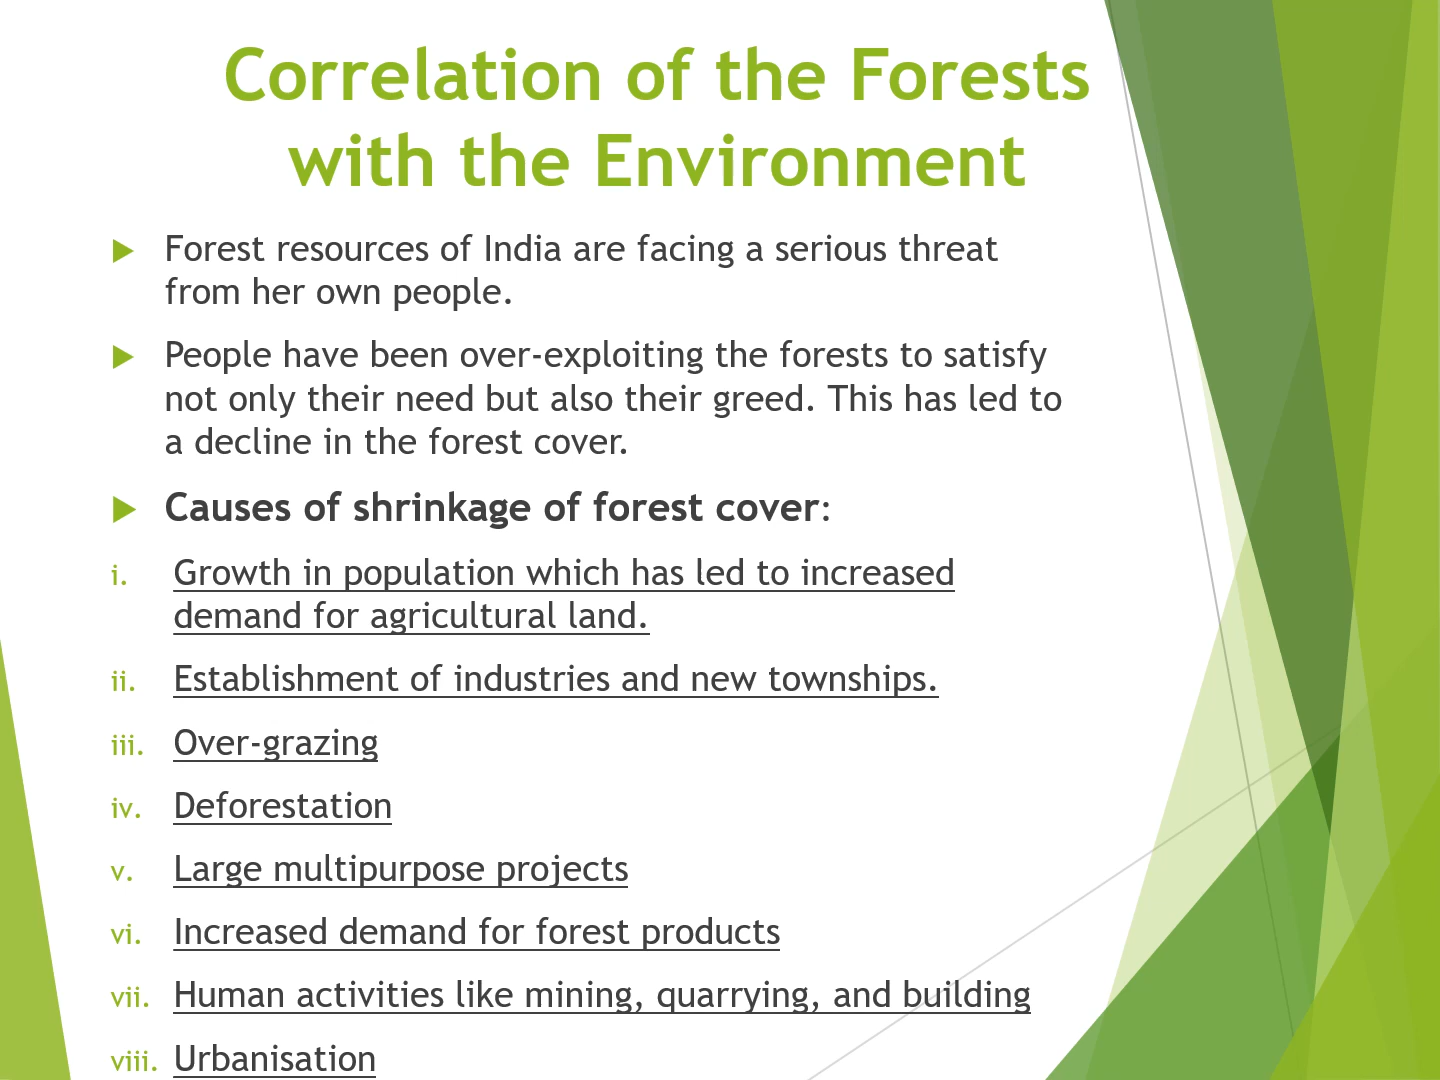 Correlation of the Forests
with the Environment
Forest resources of India are facing a serious threat
from her own people.
People have been over-exploiting the forests to satisfy
not only their need but also their greed. This has led to
a decline in the forest cover.
Causes of shrinkage of forest cover:
i. Growth in population which has led to increased
demand for agricultural land.
ii. Establishment of industries and new townships.
iii. Over-grazing
iv. Deforestation
v. Large multipurpose projects
vi. Increased demand for forest products
vii. Human activities like mining, quarrying, and building
viii. Urbanisation